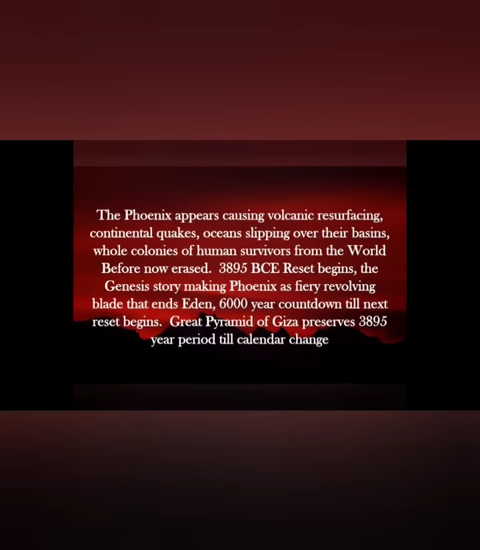 The Phoenix appears causing volcanic resurfacing,
continental quakes, oceans slipping over their basins,
whole colonies of human survivors from the World
Before now erased.  3895 BCE Reset begins, the
Genesis story making Phoenix as fiery revolving
blade that ends Eden, 6000 year countdown till next
reset begins.  Great Pyramid of Giza preserves 3895
year period till calendar change